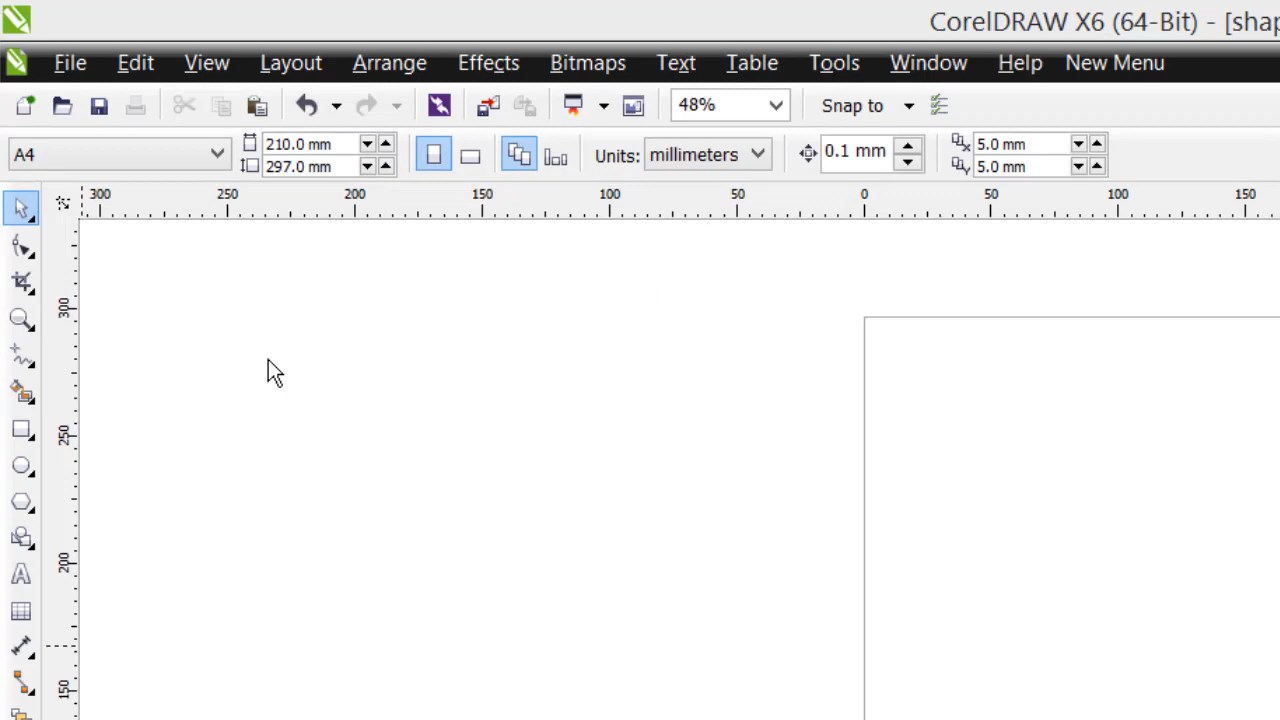 CorelDRAW X6 (64-Bit) - [shap
File Edit View Layout Arrange Effects Bitmaps Text Table Tools Window Help New Menu
48% Snap to
A4 210.0 mm 297.0 mm Units: millimeters 0.1 mm 5.0 mm 5.0 mm
300 250 200 150 100 50 0 50 100 150
300
250
200
150